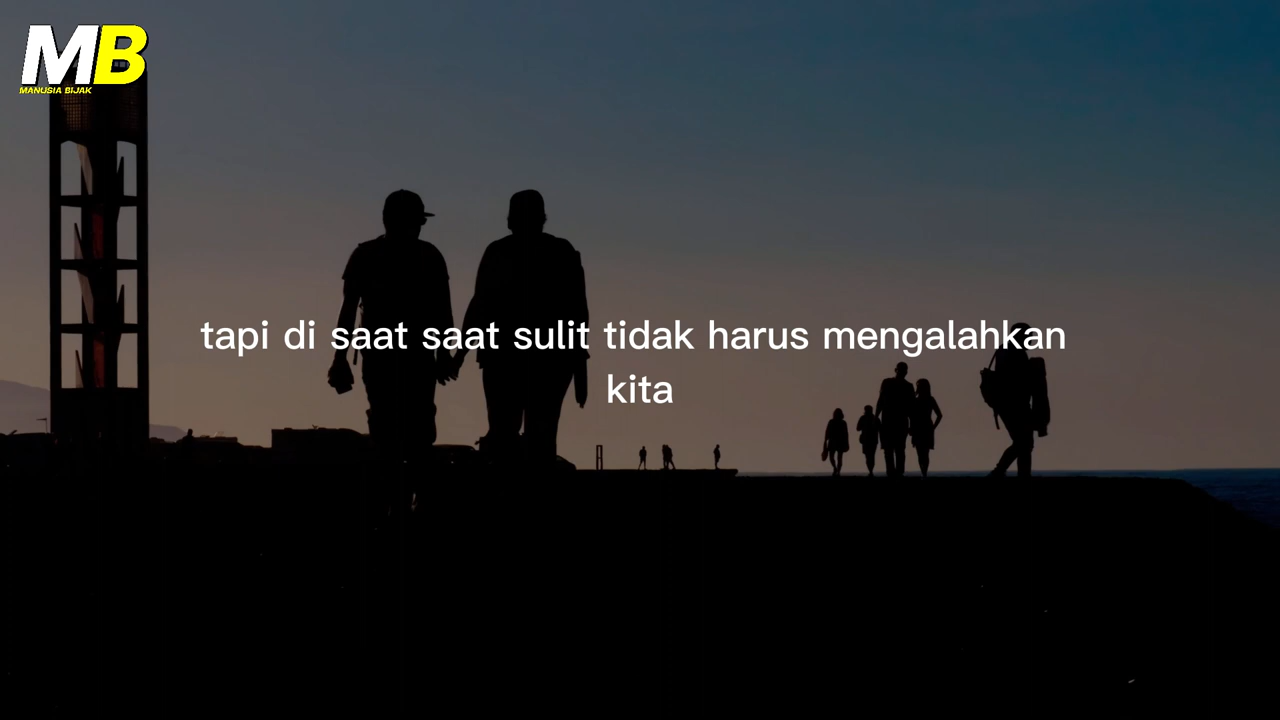 MB
MANUSIA BIJAK
tapi di saat saat sulit tidak harus mengalahkan
kita